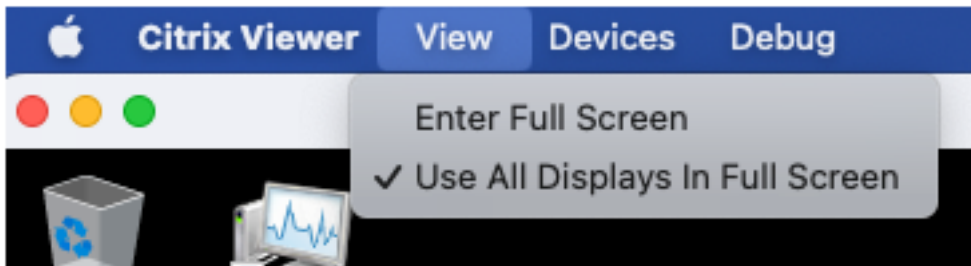 Citrix Viewer View Devices Debug
Enter Full Screen
✓ Use All Displays In Full Screen